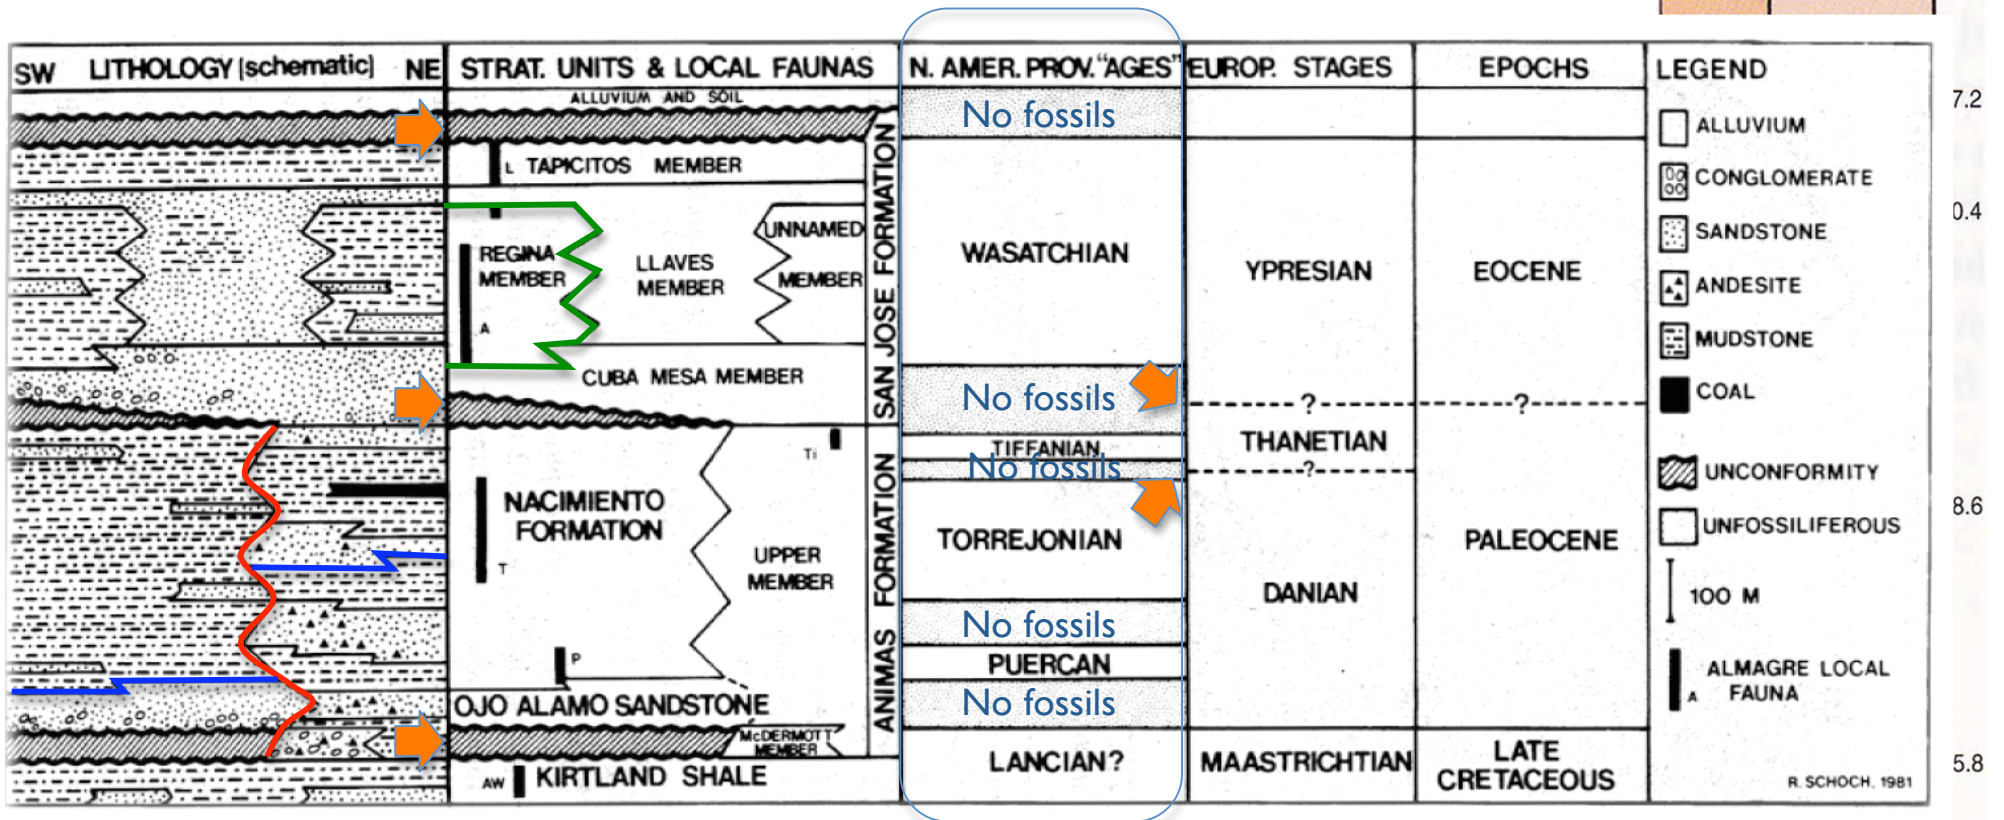 SW LITHOLOGY (schematic) NE
STRAT. UNITS & LOCAL FAUNAS
N. AMER. PROV. "AGES"
EUROP. STAGES
EPOCHS
LEGEND
ALLUVIUM AND SOIL
L TAPICITOS MEMBER
REGINA
MEMBER
A
LLAVES
MEMBER
UNNAMED
MEMBER
CUBA MESA MEMBER
SAN JOSE FORMATION
Ti
NACIMIENTO
FORMATION
T
UPPER
MEMBER
P
OJO ALAMO SANDSTONE
McDERMOTT
MEMBER
ANIMAS FORMATION
AW KIRTLAND SHALE
No fossils
WASATCHIAN
No fossils
TIFFANIAN
No fossils
TORREJONIAN
No fossils
PUERCAN
No fossils
LANCIAN?
YPRESIAN
?
THANETIAN
?
DANIAN
MAASTRICHTIAN
EOCENE
?
PALEOCENE
LATE
CRETACEOUS
ALLUVIUM
CONGLOMERATE
SANDSTONE
ANDESITE
MUDSTONE
COAL
UNCONFORMITY
UNFOSSILIFEROUS
100 M
ALMAGRE LOCAL
A FAUNA
R. SCHOCH, 1981
7.2
0.4
8.6
5.8